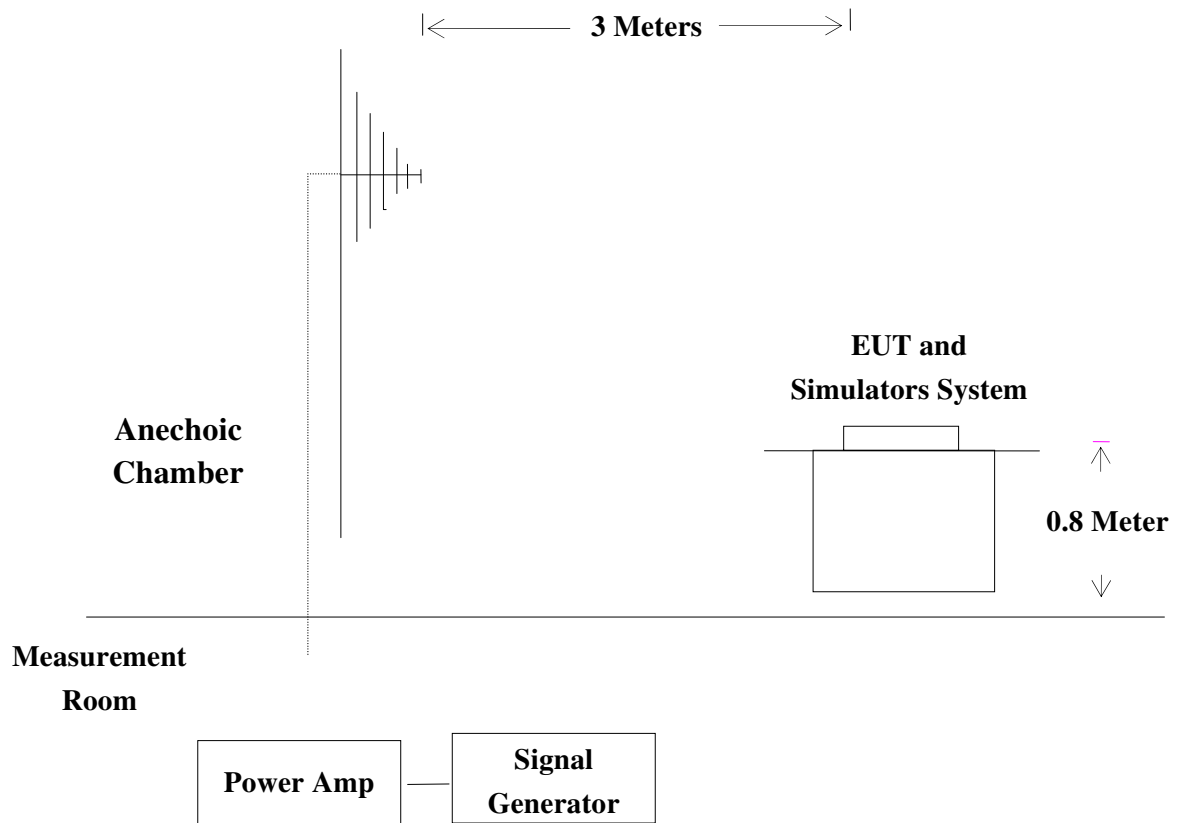 3 Meters
EUT and
Simulators System
Anechoic
Chamber
0.8 Meter
Measurement
Room
Power Amp
Signal
Generator